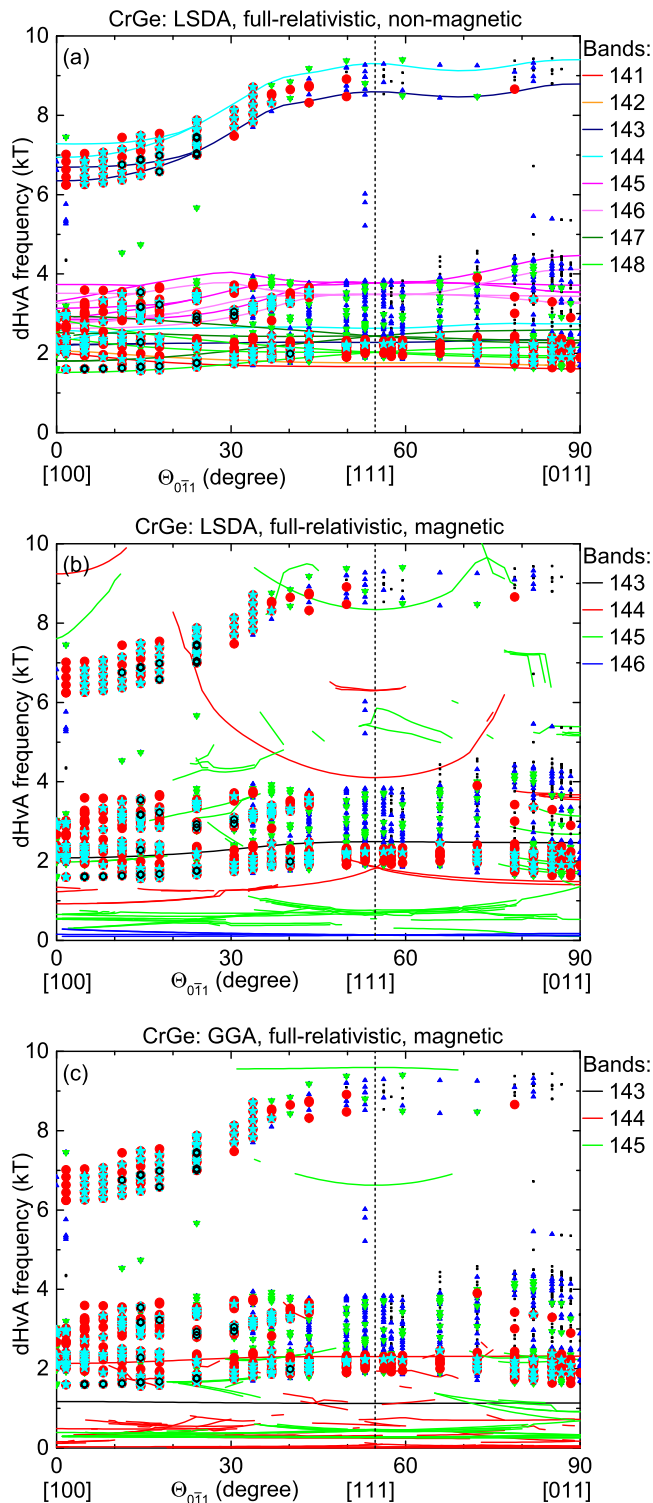 CrGe: LSDA, full-relativistic, non-magnetic
(a)
Bands:
141
142
143
144
145
146
147
148
dHvA frequency (kT)
10
8
6
4
2
0
0 30 60 90
[100] Θ01̅1 (degree) [111] [011]
CrGe: LSDA, full-relativistic, magnetic
(b)
Bands:
143
144
145
146
dHvA frequency (kT)
10
8
6
4
2
0
0 30 60 90
[100] Θ01̅1 (degree) [111] [011]
CrGe: GGA, full-relativistic, magnetic
(c)
Bands:
143
144
145
dHvA frequency (kT)
10
8
6
4
2
0
0 30 60 90
[100] Θ01̅1 (degree) [111] [011]